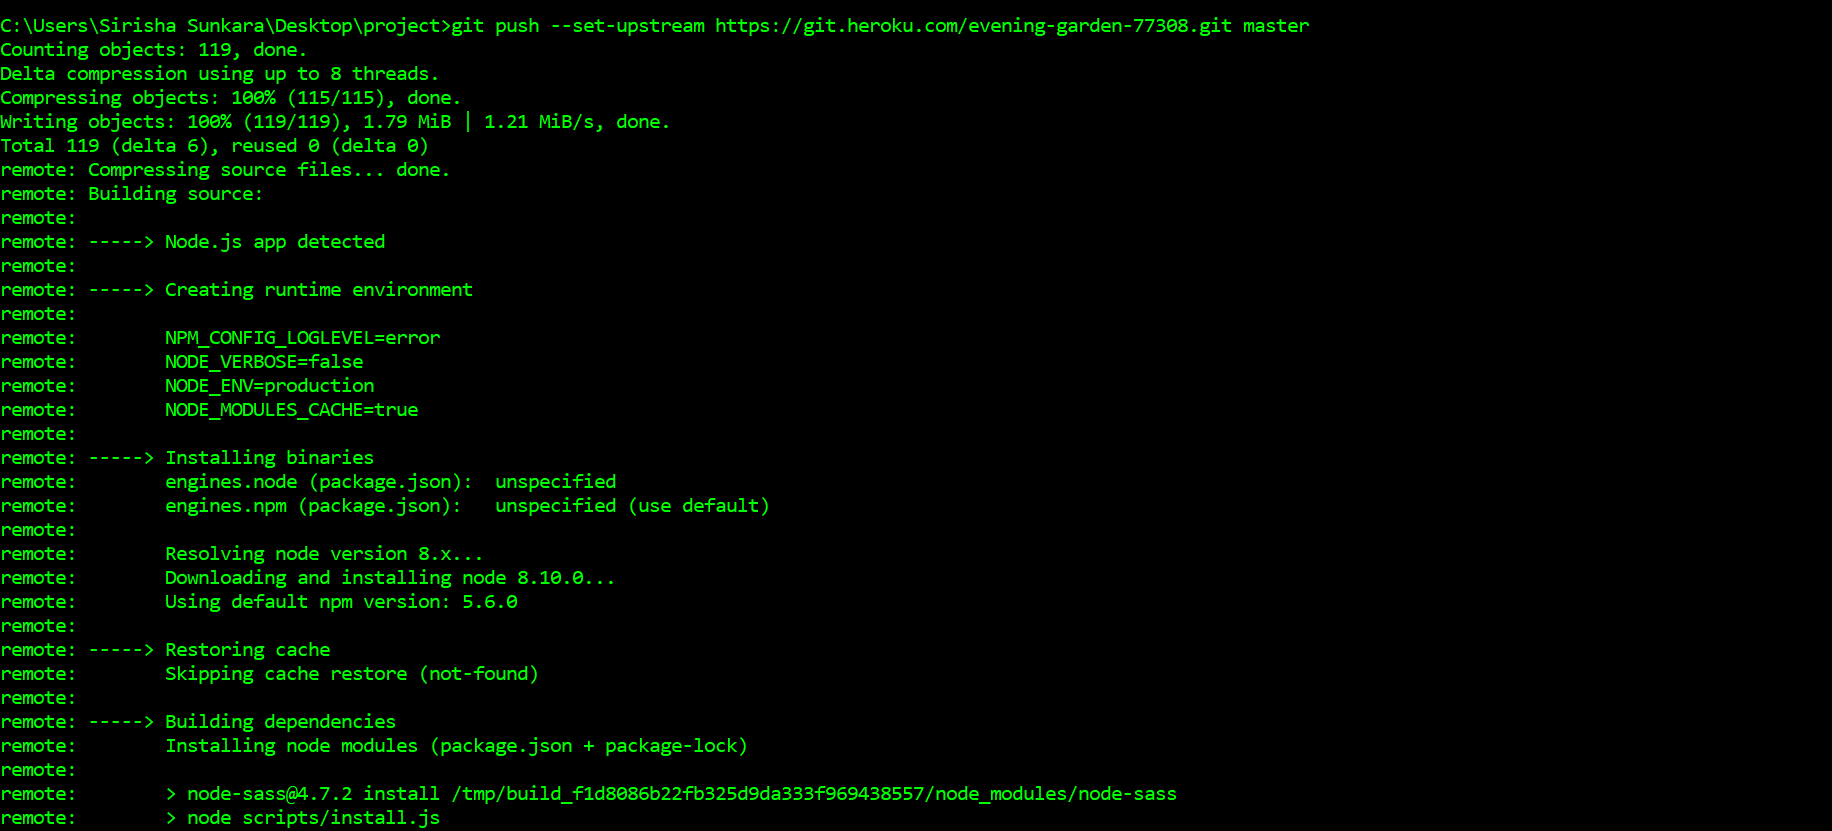 C:\Users\Sirisha Sunkara\Desktop\project>git push --set-upstream https://git.heroku.com/evening-garden-77308.git master
Counting objects: 119, done.
Delta compression using up to 8 threads.
Compressing objects: 100% (115/115), done.
Writing objects: 100% (119/119), 1.79 MiB | 1.21 MiB/s, done.
Total 119 (delta 6), reused 0 (delta 0)
remote: Compressing source files... done.
remote: Building source:
remote:
remote: -----> Node.js app detected
remote:
remote: -----> Creating runtime environment
remote:
remote:        NPM_CONFIG_LOGLEVEL=error
remote:        NODE_VERBOSE=false
remote:        NODE_ENV=production
remote:        NODE_MODULES_CACHE=true
remote:
remote: -----> Installing binaries
remote:        engines.node (package.json):  unspecified
remote:        engines.npm (package.json):   unspecified (use default)
remote:
remote:        Resolving node version 8.x...
remote:        Downloading and installing node 8.10.0...
remote:        Using default npm version: 5.6.0
remote:
remote: -----> Restoring cache
remote:        Skipping cache restore (not-found)
remote:
remote: -----> Building dependencies
remote:        Installing node modules (package.json + package-lock)
remote:
remote:        > node-sass@4.7.2 install /tmp/build_f1d8086b22fb325d9da333f969438557/node_modules/node-sass
remote:        > node scripts/install.js